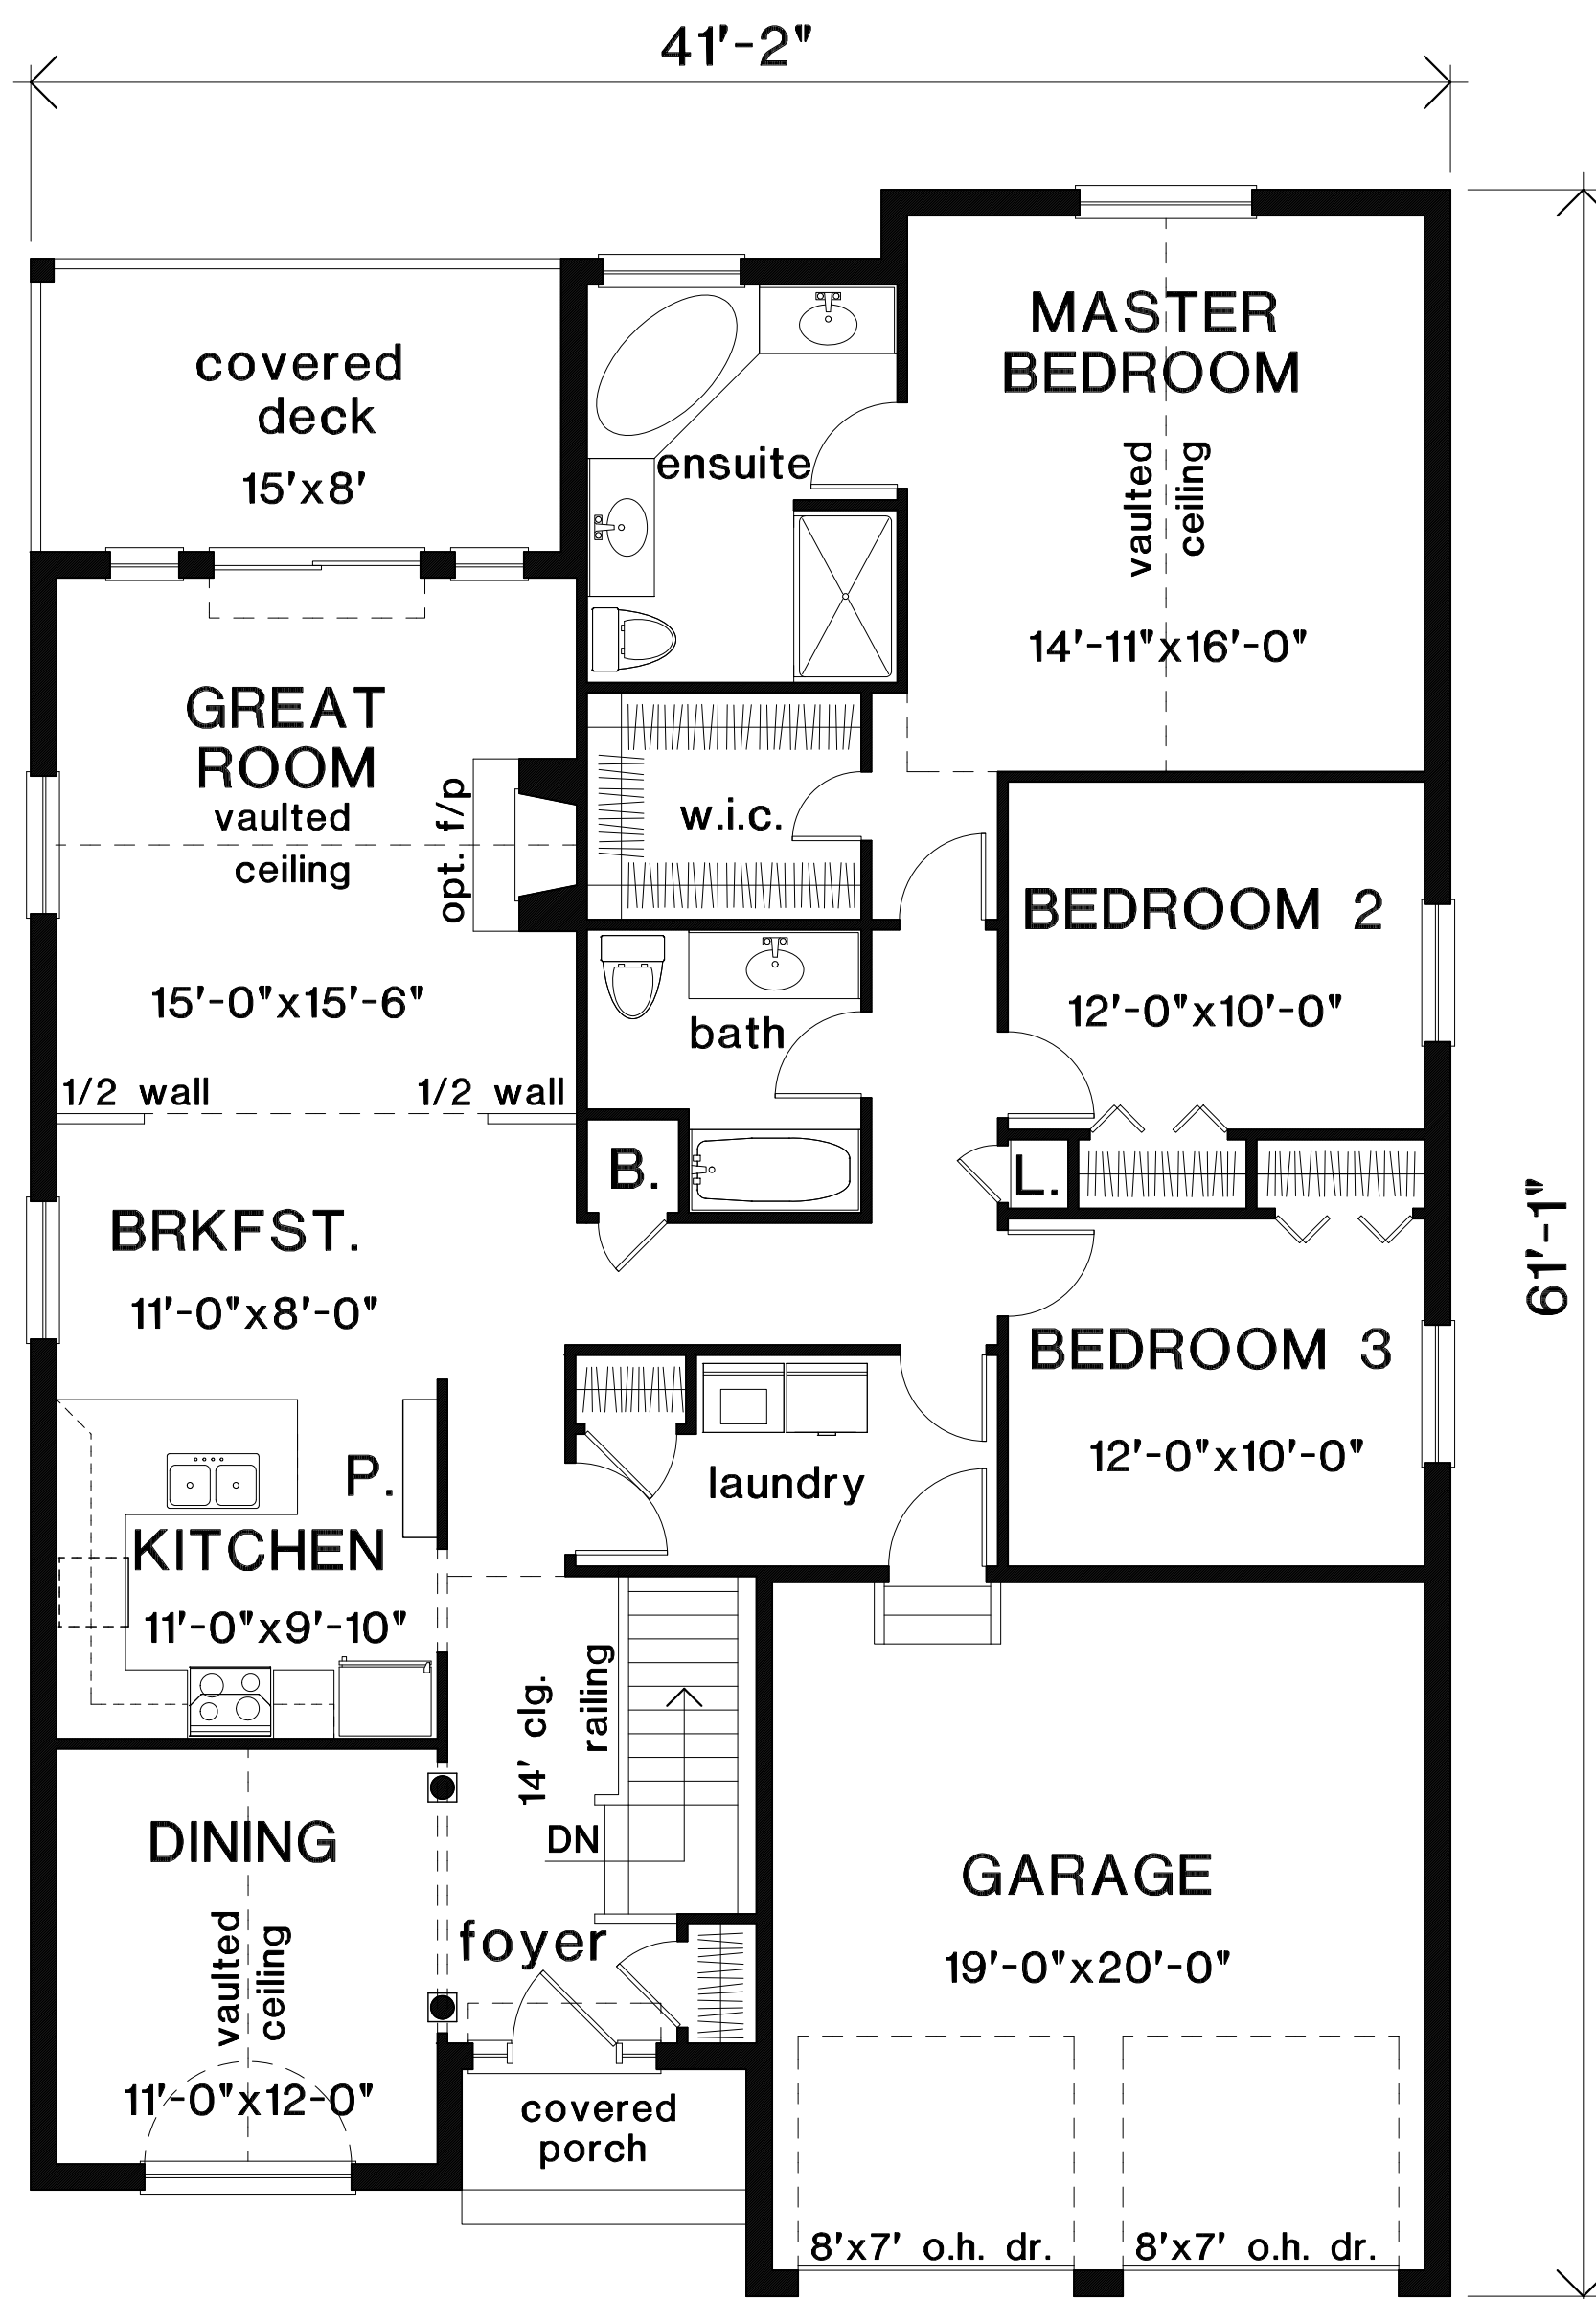 41'-2"
MASTER
BEDROOM
vaulted
ceiling
14'-11"x16'-0"
covered
deck
15'x8'
ensuite
GREAT
ROOM
vaulted
ceiling
opt. f/p
15'-0"x15'-6"
1/2 wall
1/2 wall
w.i.c.
BEDROOM 2
12'-0"x10'-0"
bath
B.
L.
61'-1"
BRKFST.
11'-0"x8'-0"
BEDROOM 3
12'-0"x10'-0"
laundry
P.
KITCHEN
11'-0"x9'-10"
14' clg.
railing
DN
DINING
vaulted
ceiling
11'-0"x12-0"
foyer
GARAGE
19'-0"x20'-0"
covered
porch
8'x7' o.h. dr.
8'x7' o.h. dr.